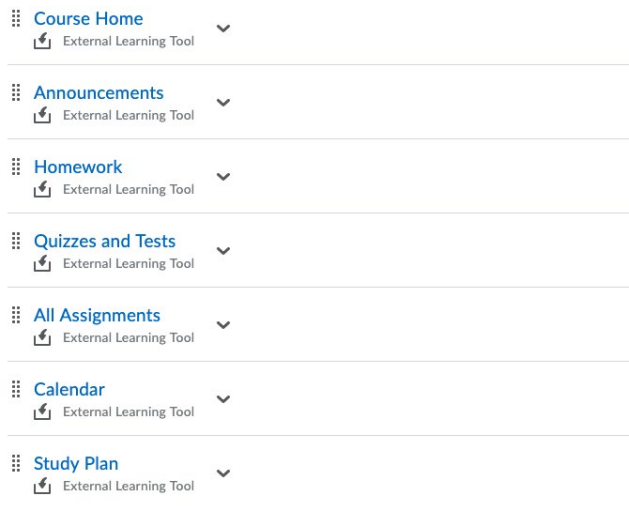 Course Home
External Learning Tool
Announcements
External Learning Tool
Homework
External Learning Tool
Quizzes and Tests
External Learning Tool
All Assignments
External Learning Tool
Calendar
External Learning Tool
Study Plan
External Learning Tool